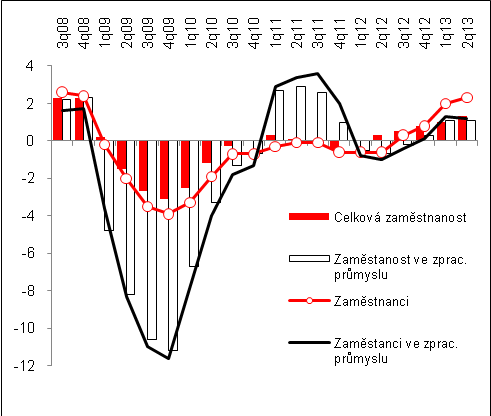 3q08 4q08 1q09 2q09 3q09 4q09 1q10 2q10 3q10 4q10 1q11 2q11 3q11 4q11 1q12 2q12 3q12 4q12 1q13 2q13
4
2
0
-2
-4
-6
-8
-10
-12
Celková zaměstnanost
Zaměstanost ve zprac.
průmyslu
Zaměstnanci
Zaměstanci ve zprac.
průmyslu